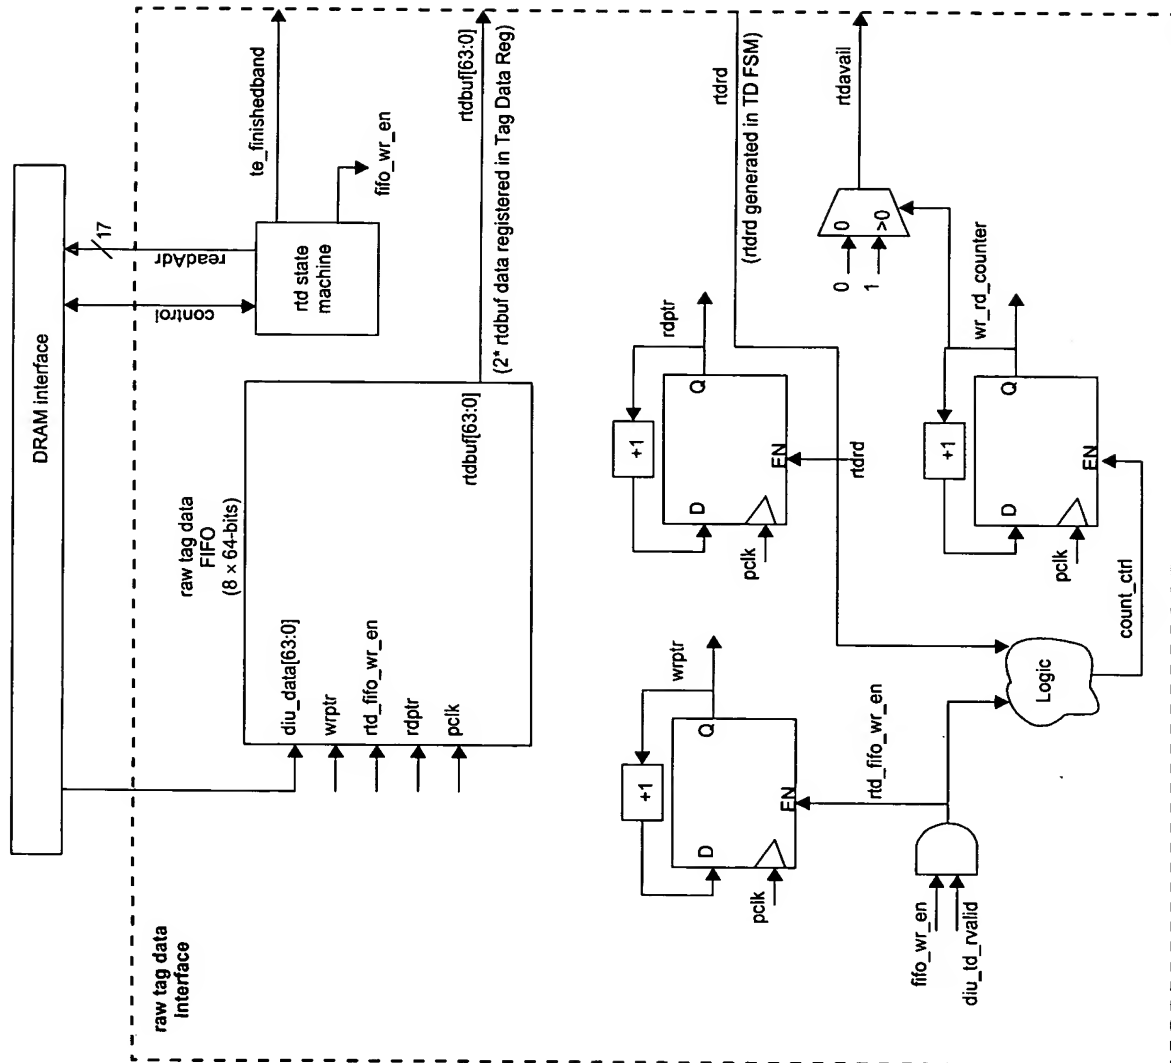 DRAM interface
raw tag data
interface
raw tag data
FIFO
(8 × 64-bits)
diu_data[63:0]
wrptr
rtd_fifo_wr_en
rdptr
pclk
rtdbuf[63:0]
control
readAdr
17
rtd state
machine
te_finishedband
fifo_wr_en
rtdbuf[63:0]
(2* rtdbuf data registered in Tag Data Reg)
rtdrd
(rtdrd generated in TD FSM)
+1
D
Q
EN
pclk
wrptr
+1
D
Q
EN
pclk
rdptr
rtdrd
0
1
0
>0
rtdavail
fifo_wr_en
diu_td_rvalid
rtd_fifo_wr_en
Logic
count_ctrl
+1
D
Q
EN
pclk
wr_rd_counter